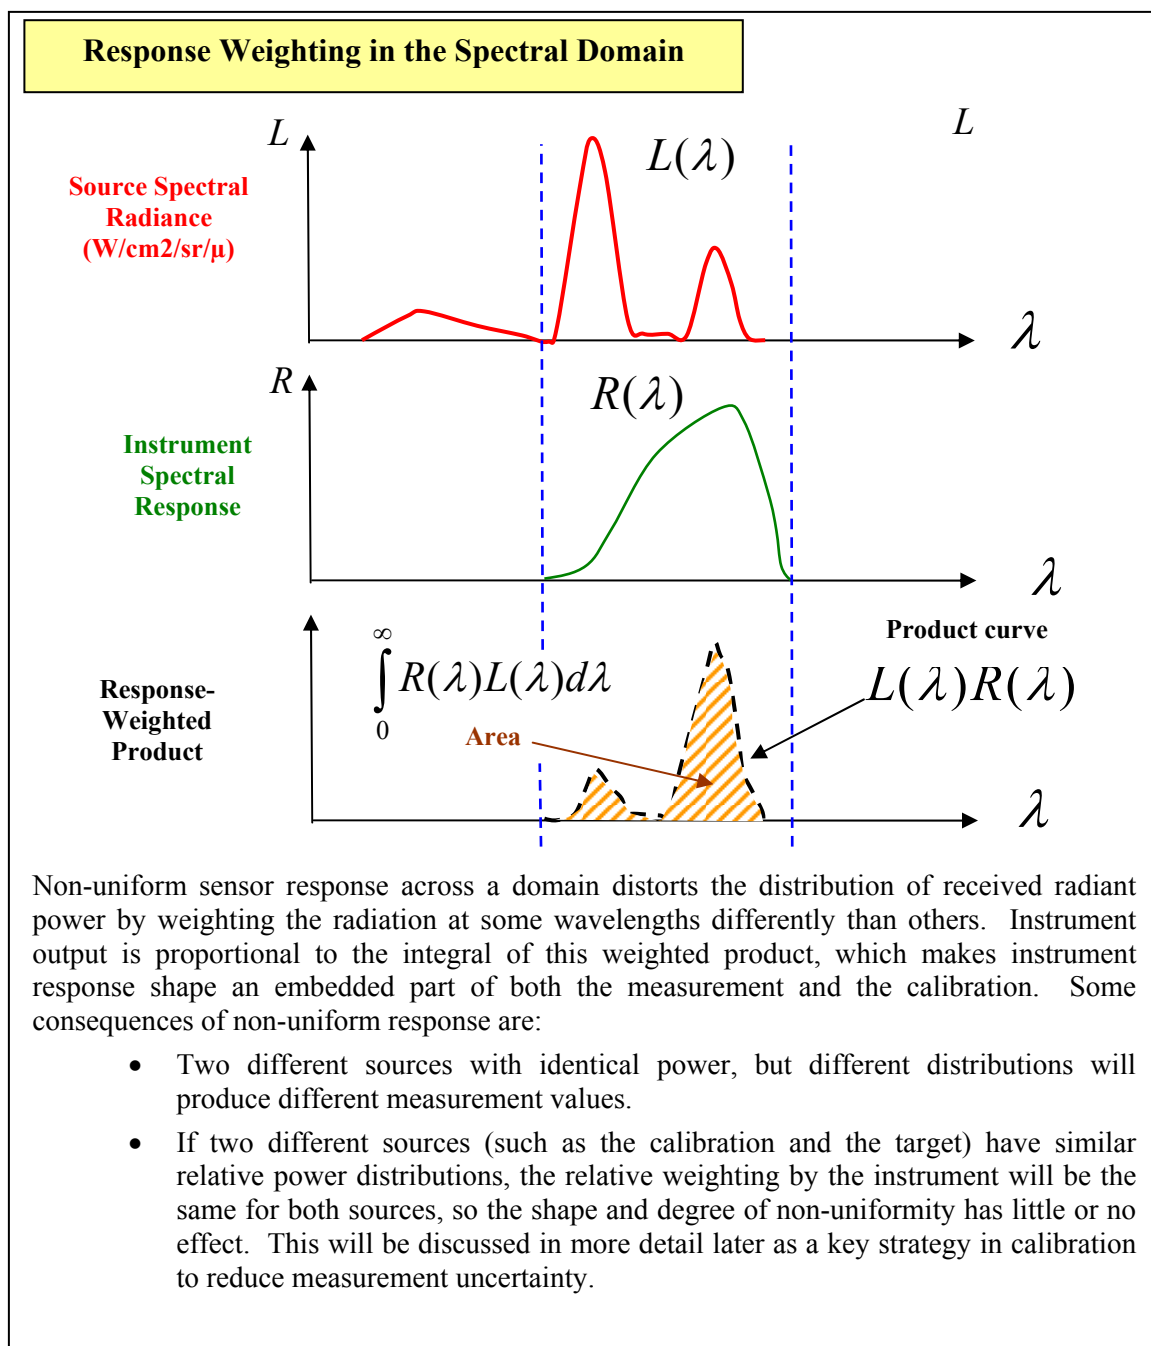 Response Weighting in the Spectral Domain
L
L
L(λ)
Source Spectral
Radiance
(W/cm2/sr/μ)
λ
R
R(λ)
Instrument
Spectral
Response
λ
Product curve
∞
∫ R(λ)L(λ)dλ
0
L(λ)R(λ)
Response-
Weighted
Product
Area
λ
Non-uniform sensor response across a domain distorts the distribution of received radiant
power by weighting the radiation at some wavelengths differently than others.  Instrument
output is proportional to the integral of this weighted product, which makes instrument
response shape an embedded part of both the measurement and the calibration.  Some
consequences of non-uniform response are:
• Two different sources with identical power, but different distributions will
produce different measurement values.
• If two different sources (such as the calibration and the target) have similar
relative power distributions, the relative weighting by the instrument will be the
same for both sources, so the shape and degree of non-uniformity has little or no
effect.  This will be discussed in more detail later as a key strategy in calibration
to reduce measurement uncertainty.